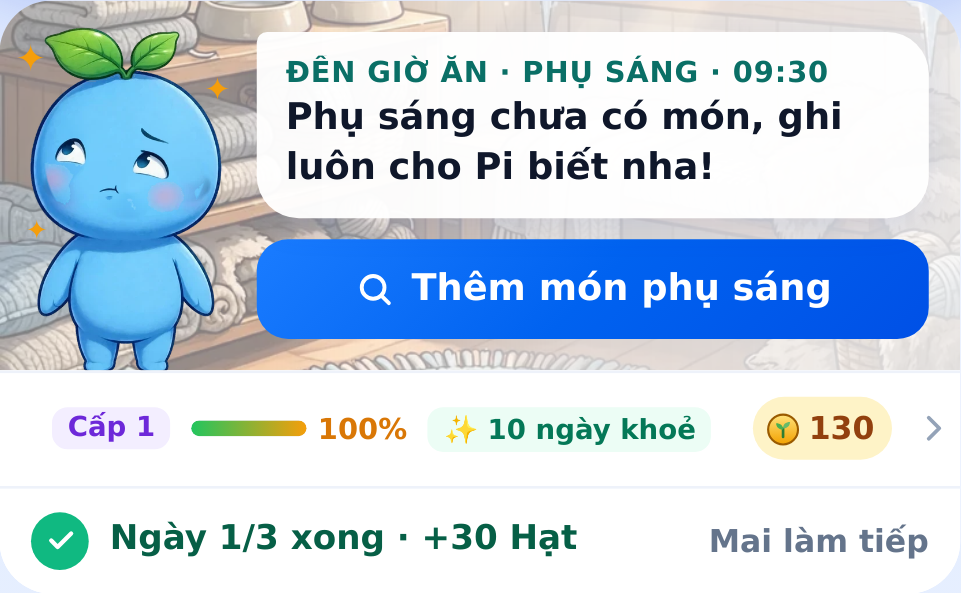 ĐẾN GIỜ ĂN · PHỤ SÁNG · 09:30
Phụ sáng chưa có món, ghi
luôn cho Pi biết nha!
Thêm món phụ sáng
Cấp 1
100%
✨ 10 ngày khoẻ
130
Ngày 1/3 xong · +30 Hạt
Mai làm tiếp